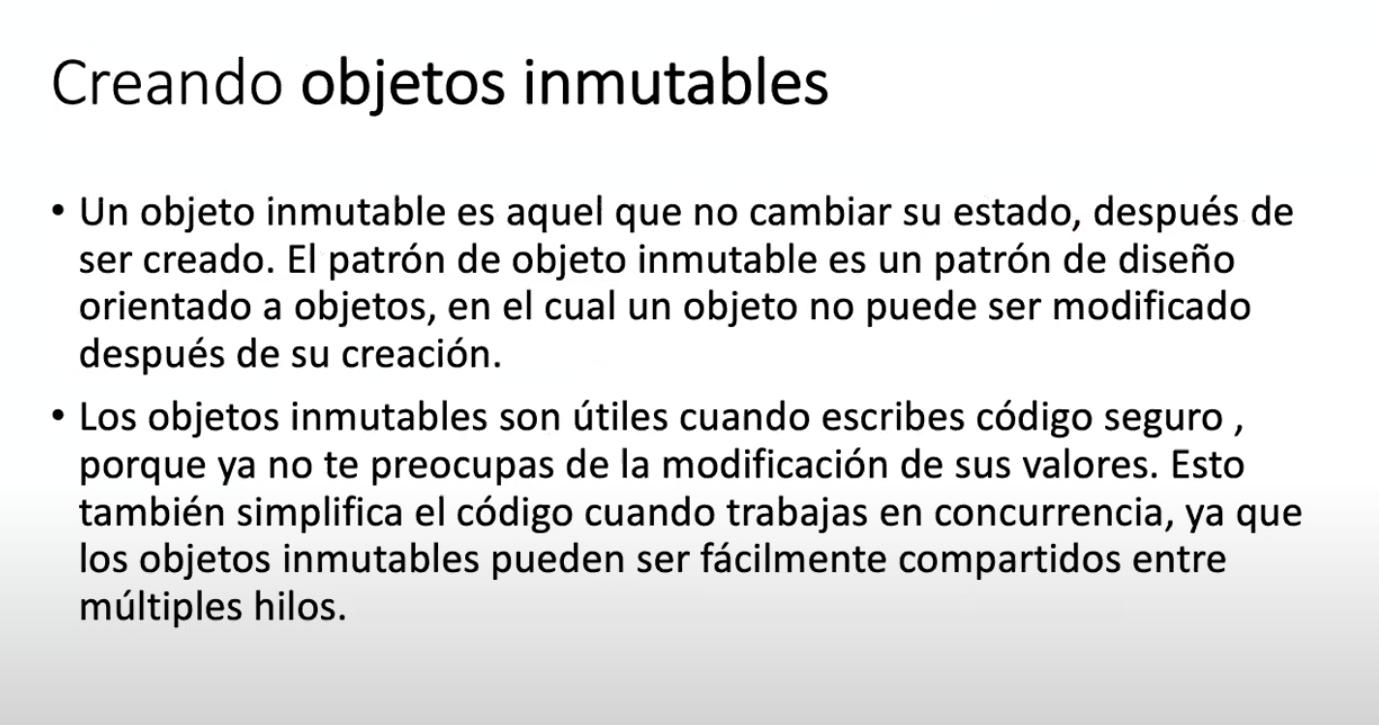 Creando objetos inmutables
• Un objeto inmutable es aquel que no cambiar su estado, después de
ser creado. El patrón de objeto inmutable es un patrón de diseño
orientado a objetos, en el cual un objeto no puede ser modificado
después de su creación.
• Los objetos inmutables son útiles cuando escribes código seguro ,
porque ya no te preocupas de la modificación de sus valores. Esto
también simplifica el código cuando trabajas en concurrencia, ya que
los objetos inmutables pueden ser fácilmente compartidos entre
múltiples hilos.